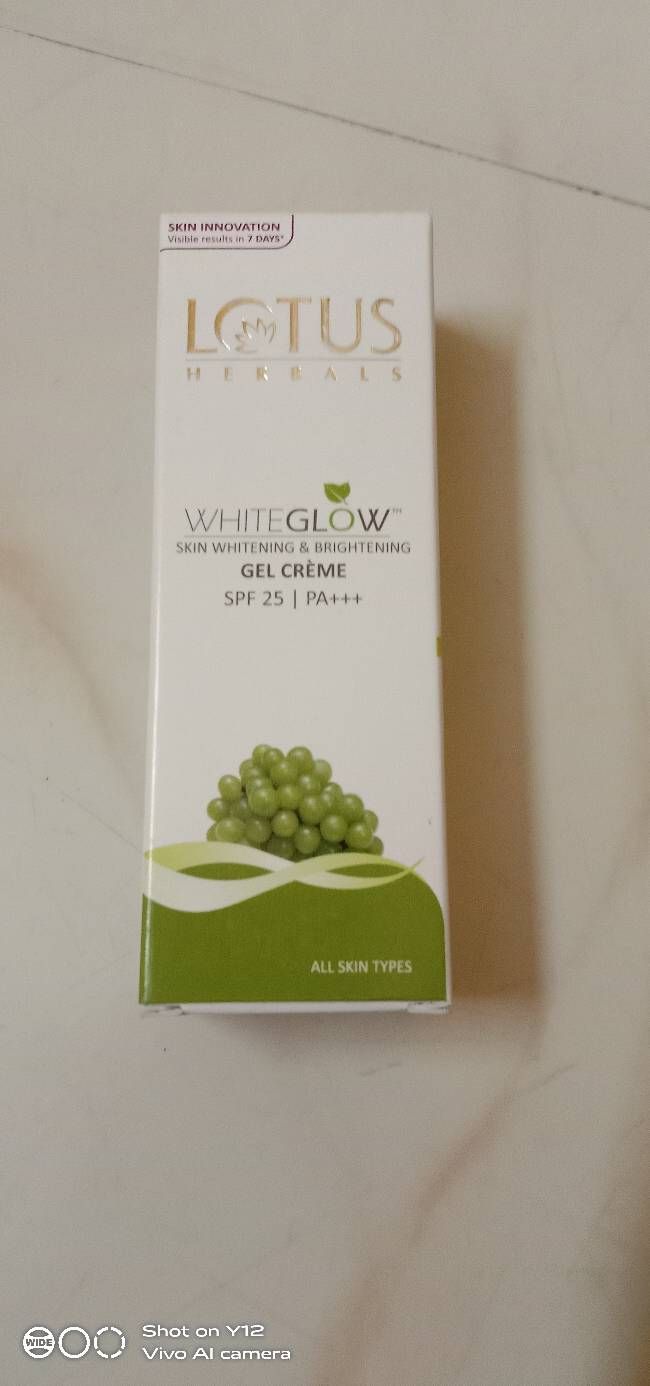 SKIN INNOVATION
Visible results in 7 DAYS*
LOTUS
HERBALS
WHITEGLOW™
SKIN WHITENING & BRIGHTENING
GEL CRÈME
SPF 25 | PA+++
ALL SKIN TYPES
WIDE
Shot on Y12
Vivo AI camera